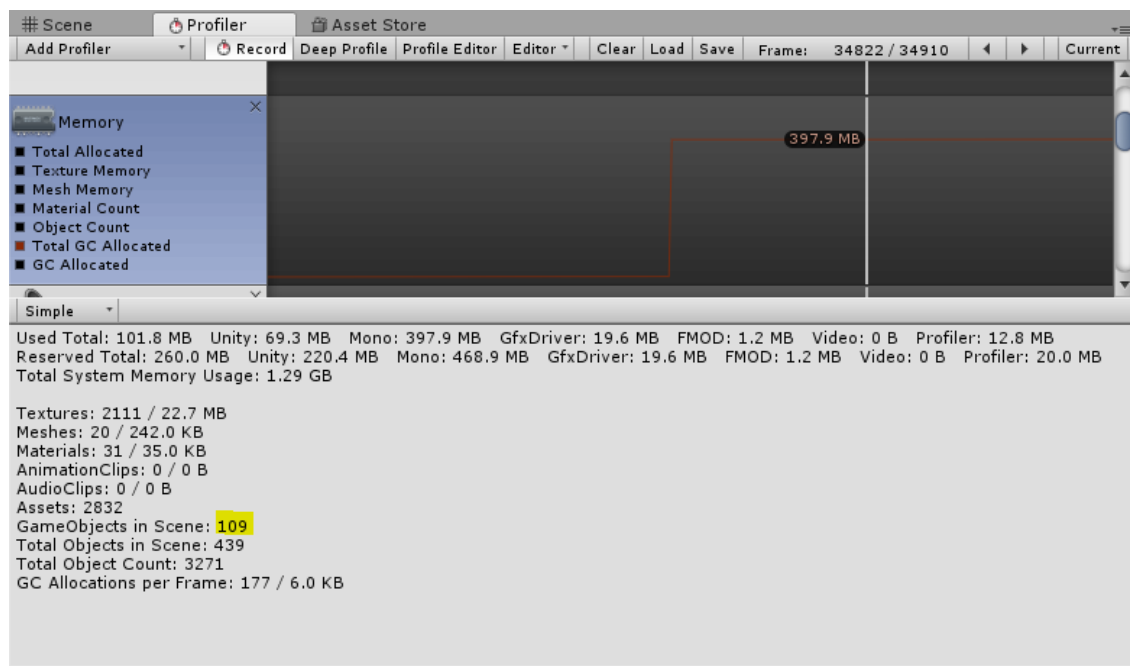 Scene Profiler Asset Store
Add Profiler Record Deep Profile Profile Editor Editor Clear Load Save Frame: 34822 / 34910 Current
Memory
397.9 MB
Total Allocated
Texture Memory
Mesh Memory
Material Count
Object Count
Total GC Allocated
GC Allocated
Simple
Used Total: 101.8 MB Unity: 69.3 MB Mono: 397.9 MB GfxDriver: 19.6 MB FMOD: 1.2 MB Video: 0 B Profiler: 12.8 MB
Reserved Total: 260.0 MB Unity: 220.4 MB Mono: 468.9 MB GfxDriver: 19.6 MB FMOD: 1.2 MB Video: 0 B Profiler: 20.0 MB
Total System Memory Usage: 1.29 GB
Textures: 2111 / 22.7 MB
Meshes: 20 / 242.0 KB
Materials: 31 / 35.0 KB
AnimationClips: 0 / 0 B
AudioClips: 0 / 0 B
Assets: 2832
GameObjects in Scene: 109
Total Objects in Scene: 439
Total Object Count: 3271
GC Allocations per Frame: 177 / 6.0 KB